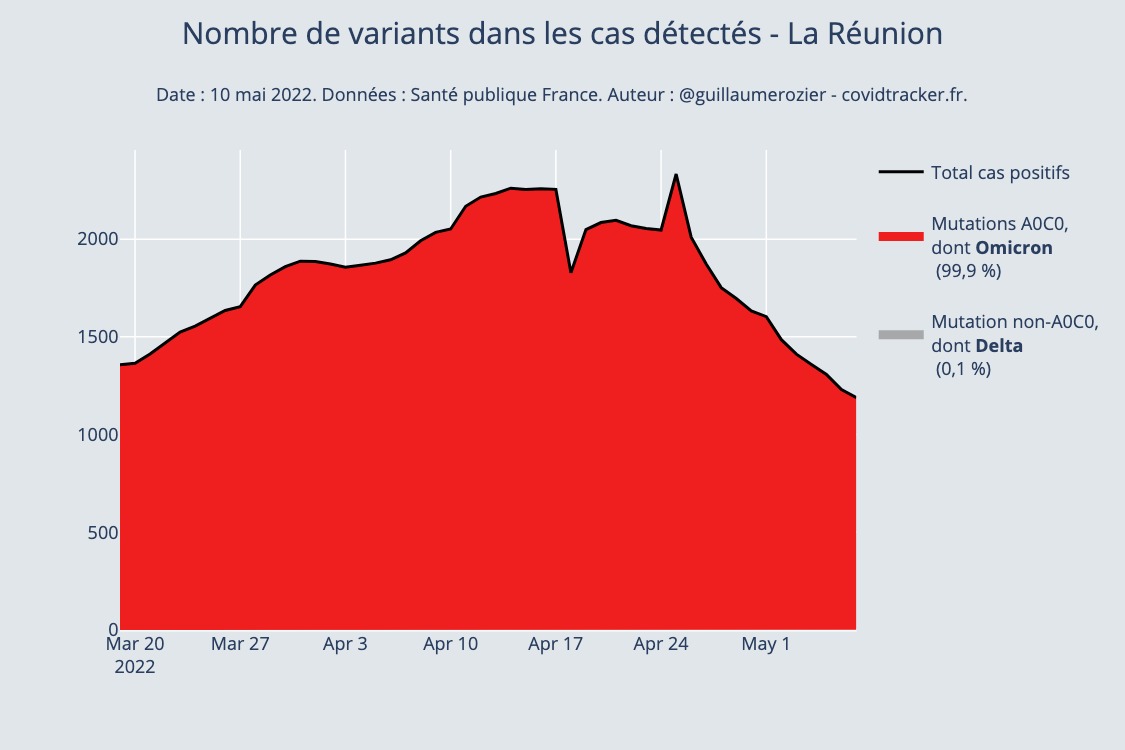 Nombre de variants dans les cas détectés - La Réunion
Date : 10 mai 2022. Données : Santé publique France. Auteur : @guillaumerozier - covidtracker.fr.
Total cas positifs
Mutations A0C0,
dont Omicron
(99,9 %)
Mutation non-A0C0,
dont Delta
(0,1 %)
2000
1500
1000
500
0
Mar 20 Mar 27 Apr 3 Apr 10 Apr 17 Apr 24 May 1
2022